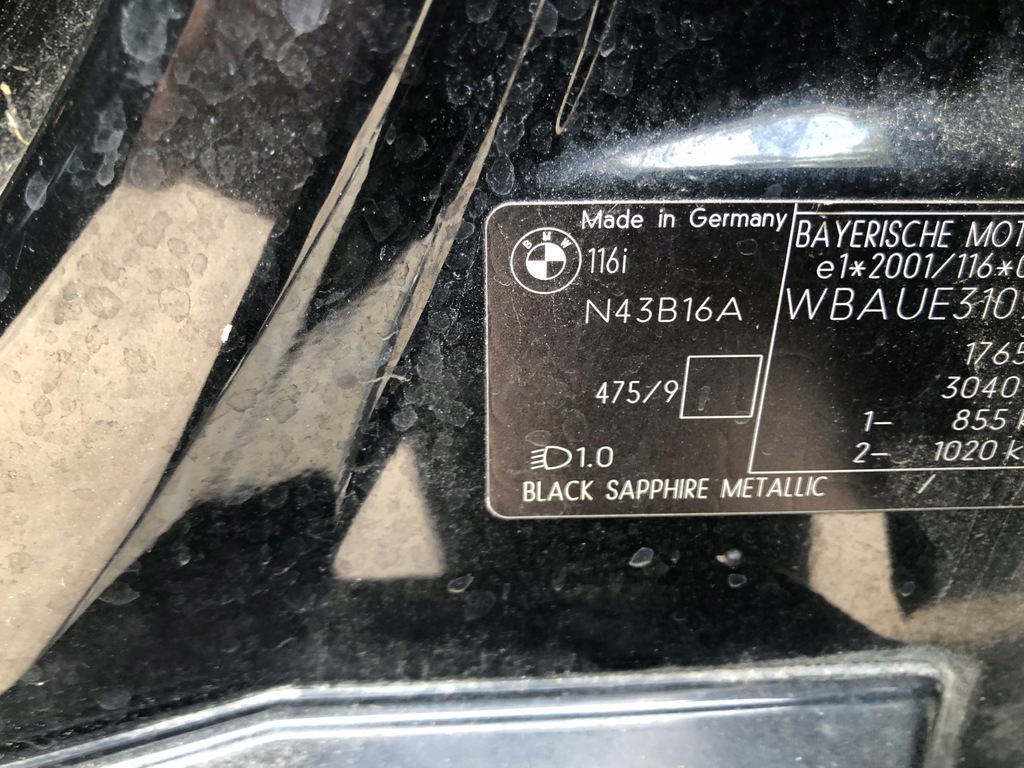 Made in Germany
BMW
116i
N43B16A
475/9
1.0
BLACK SAPPHIRE METALLIC
BAYERISCHE
e1*2001/116*
WBAUE310
1765
3040
1– 855
2– 1020
/